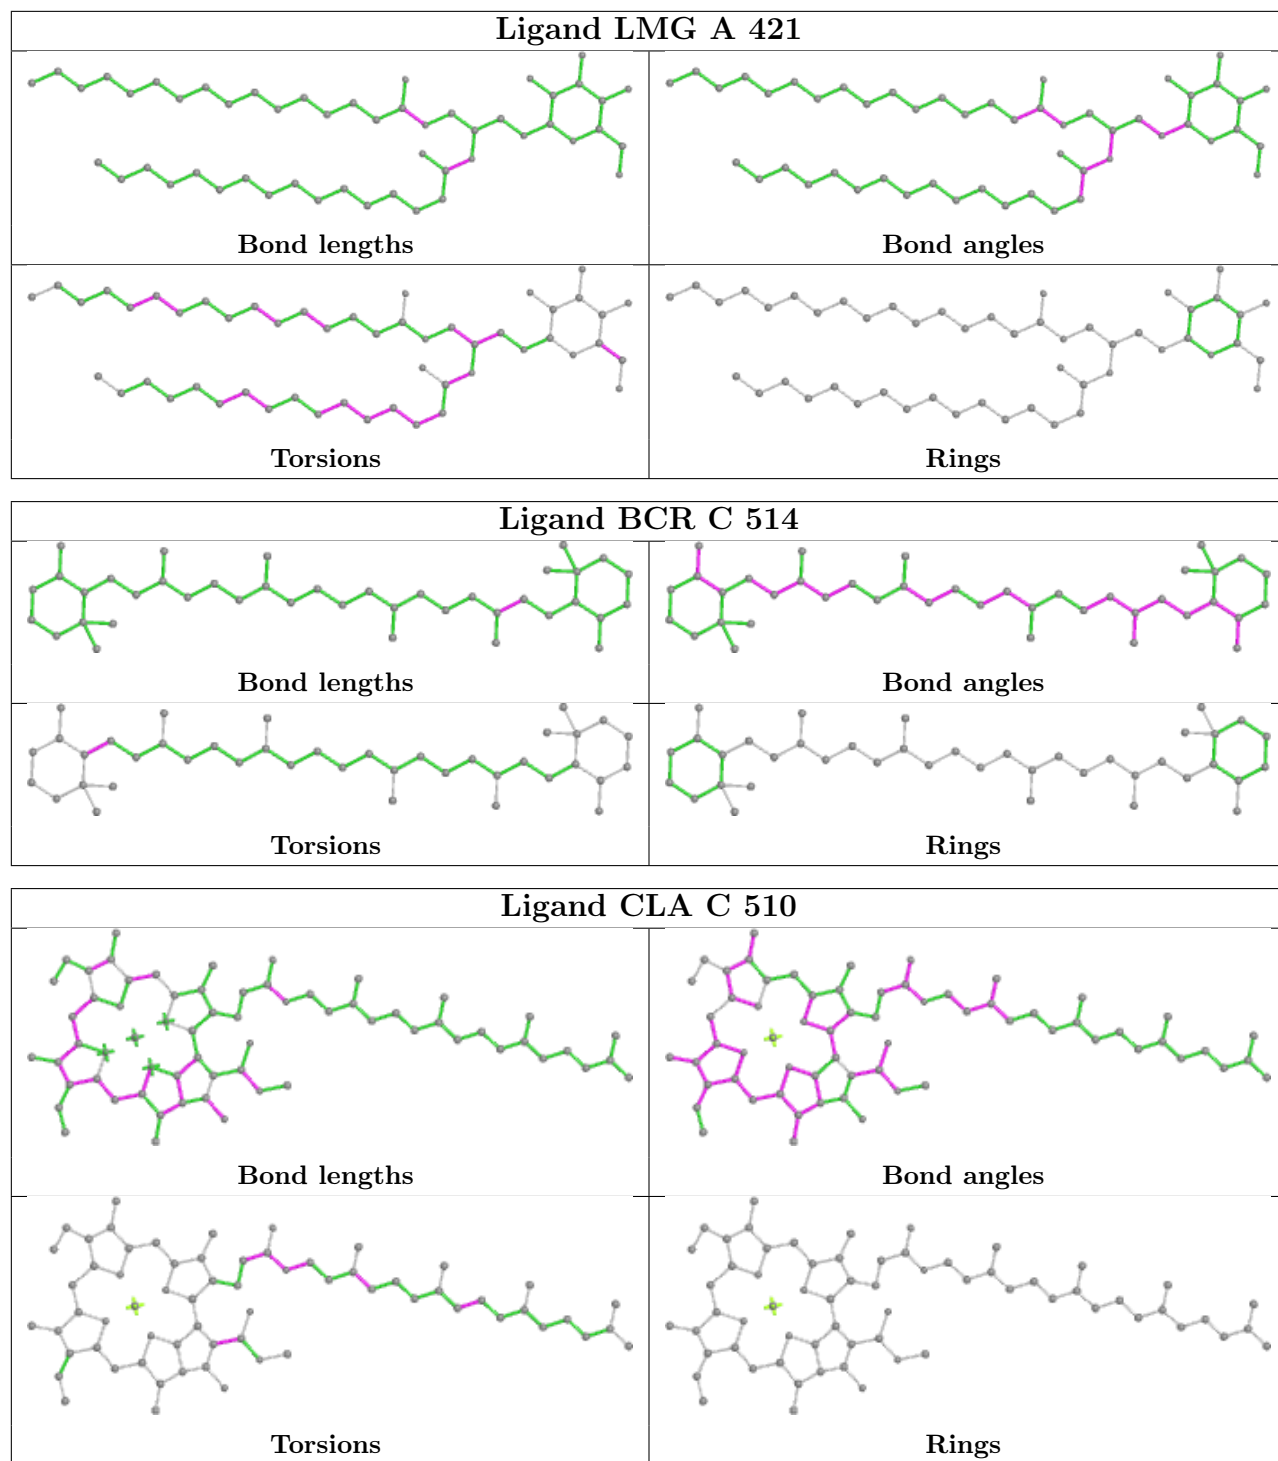 Ligand LMG A 421
Bond lengths
Bond angles
Torsions
Rings
Ligand BCR C 514
Bond lengths
Bond angles
Torsions
Rings
Ligand CLA C 510
Bond lengths
Bond angles
Torsions
Rings